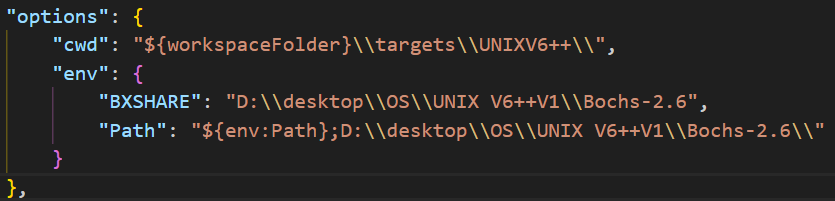 "options": {
"cwd": "${workspaceFolder}\\targets\\UNIXV6++\\",
"env": {
"BXSHARE": "D:\\desktop\\OS\\UNIX V6++V1\\Bochs-2.6",
"Path": "${env:Path};D:\\desktop\\OS\\UNIX V6++V1\\Bochs-2.6\\"
}
},